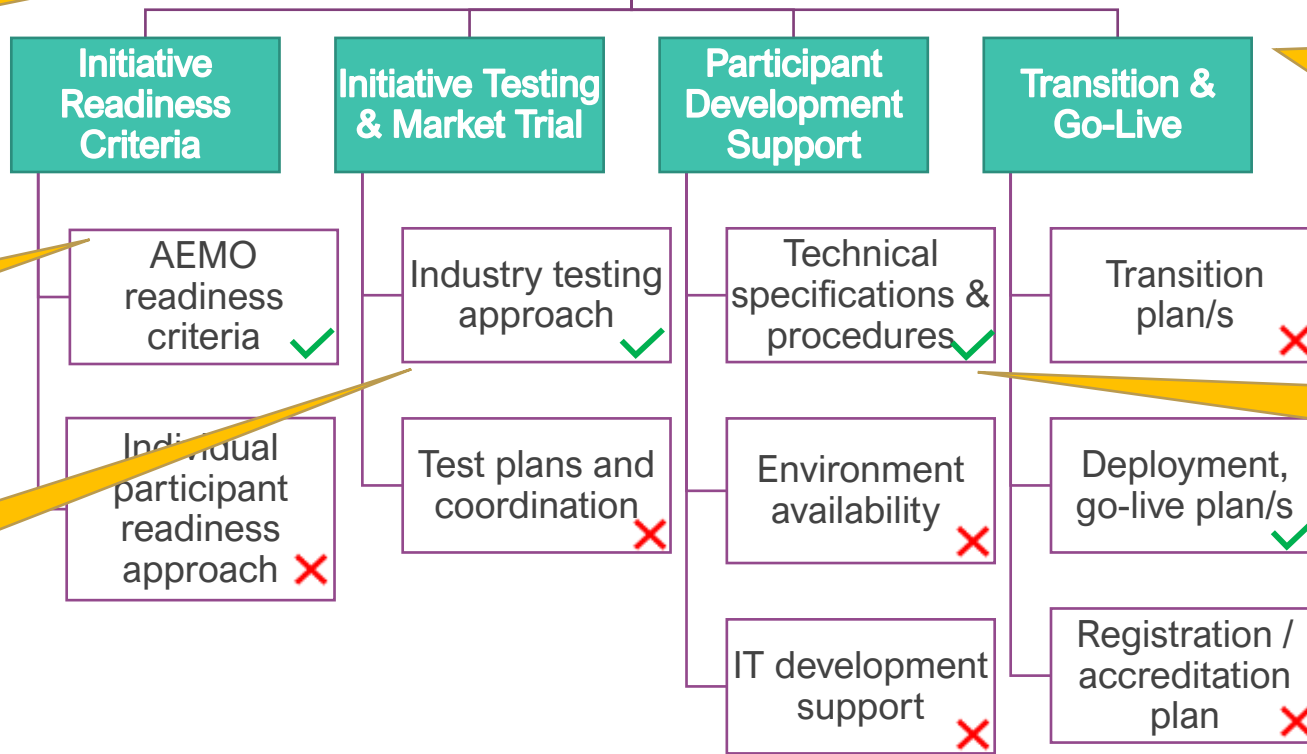 Initiative
Readiness
Criteria
Initiative Testing
& Market Trial
Participant
Development
Support
Transition &
Go-Live
AEMO
readiness
criteria
Industry testing
approach
Technical
specifications &
procedures
Transition
plan/s
Individual
participant
readiness
approach
Test plans and
coordination
Environment
availability
Deployment,
go-live plan/s
IT development
support
Registration /
accreditation
plan